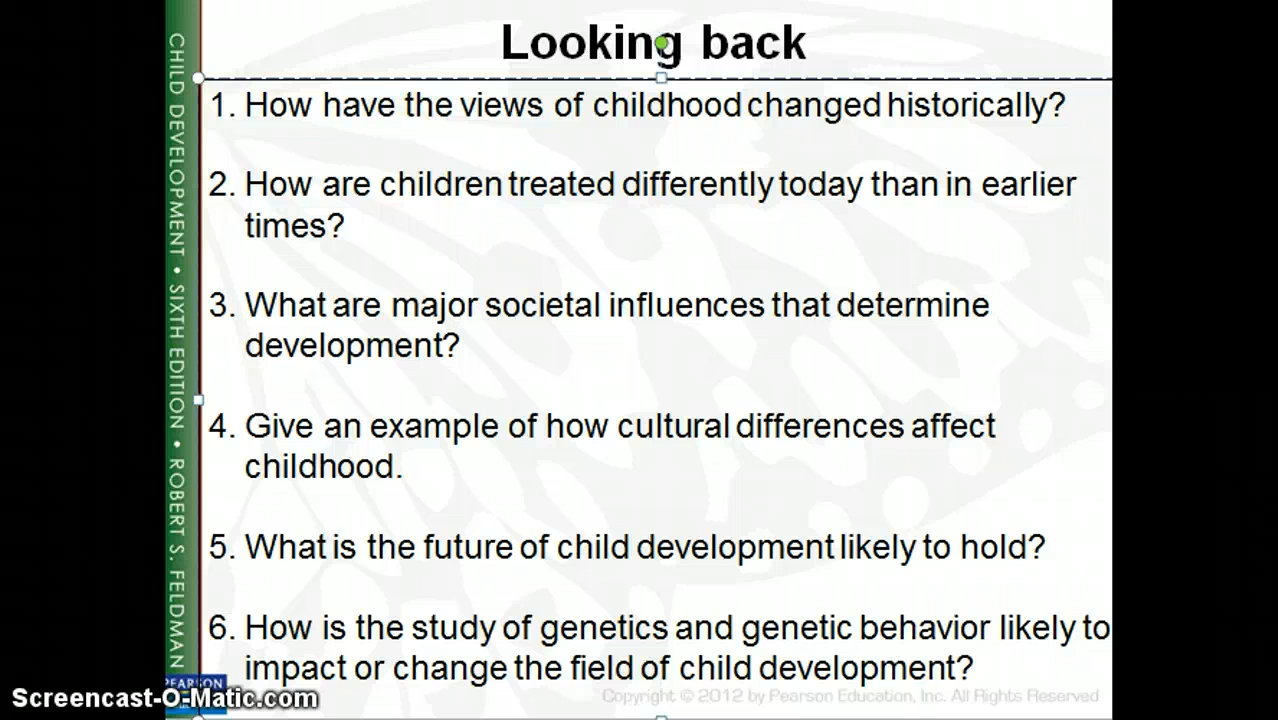 Looking back
1. How have the views of childhood changed historically?
2. How are children treated differently today than in earlier
times?
3. What are major societal influences that determine
development?
4. Give an example of how cultural differences affect
childhood.
5. What is the future of child development likely to hold?
6. How is the study of genetics and genetic behavior likely to
impact or change the field of child development?
CHILD DEVELOPMENT • SIXTH EDITION • ROBERT S. FELDMAN
PEARSON
Screencast-O-Matic.com
Copyright © 2012 by Pearson Education, Inc. All Rights Reserved